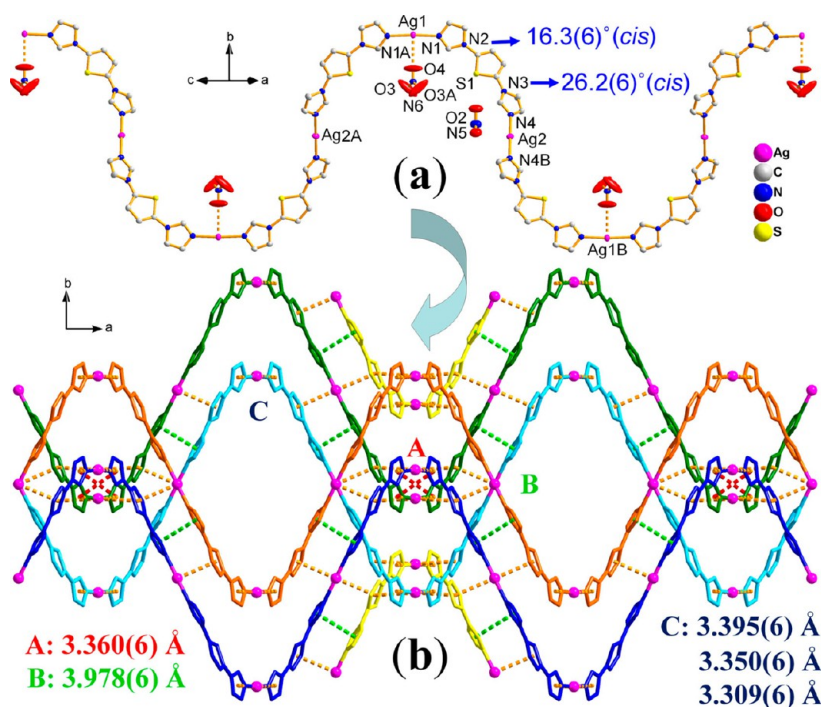 Ag1
b
c
a
N1A
N1
N2
16.3(6)°(cis)
O4
O3
O3A
N6
S1
N3
26.2(6)°(cis)
O2
N5
N4
Ag2A
Ag2
N4B
(a)
Ag
C
N
O
S
Ag1B
b
a
C
A
B
A: 3.360(6) Å
B: 3.978(6) Å
(b)
C: 3.395(6) Å
3.350(6) Å
3.309(6) Å